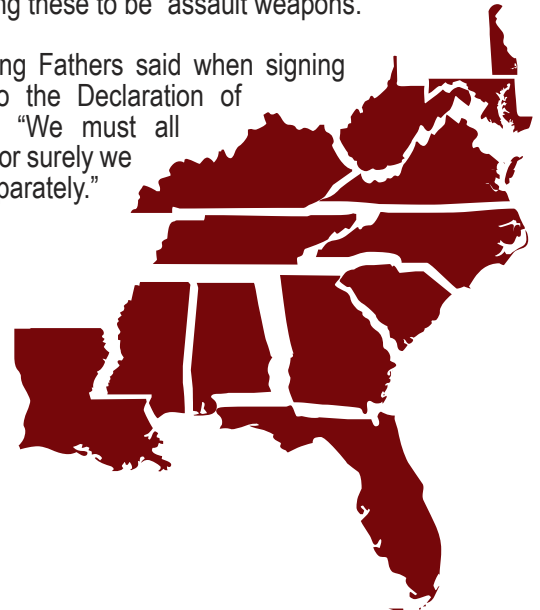 ng these to be “assault weapons.
ng Fathers said when signing
o the Declaration of
“We must all
or surely we
parately.”